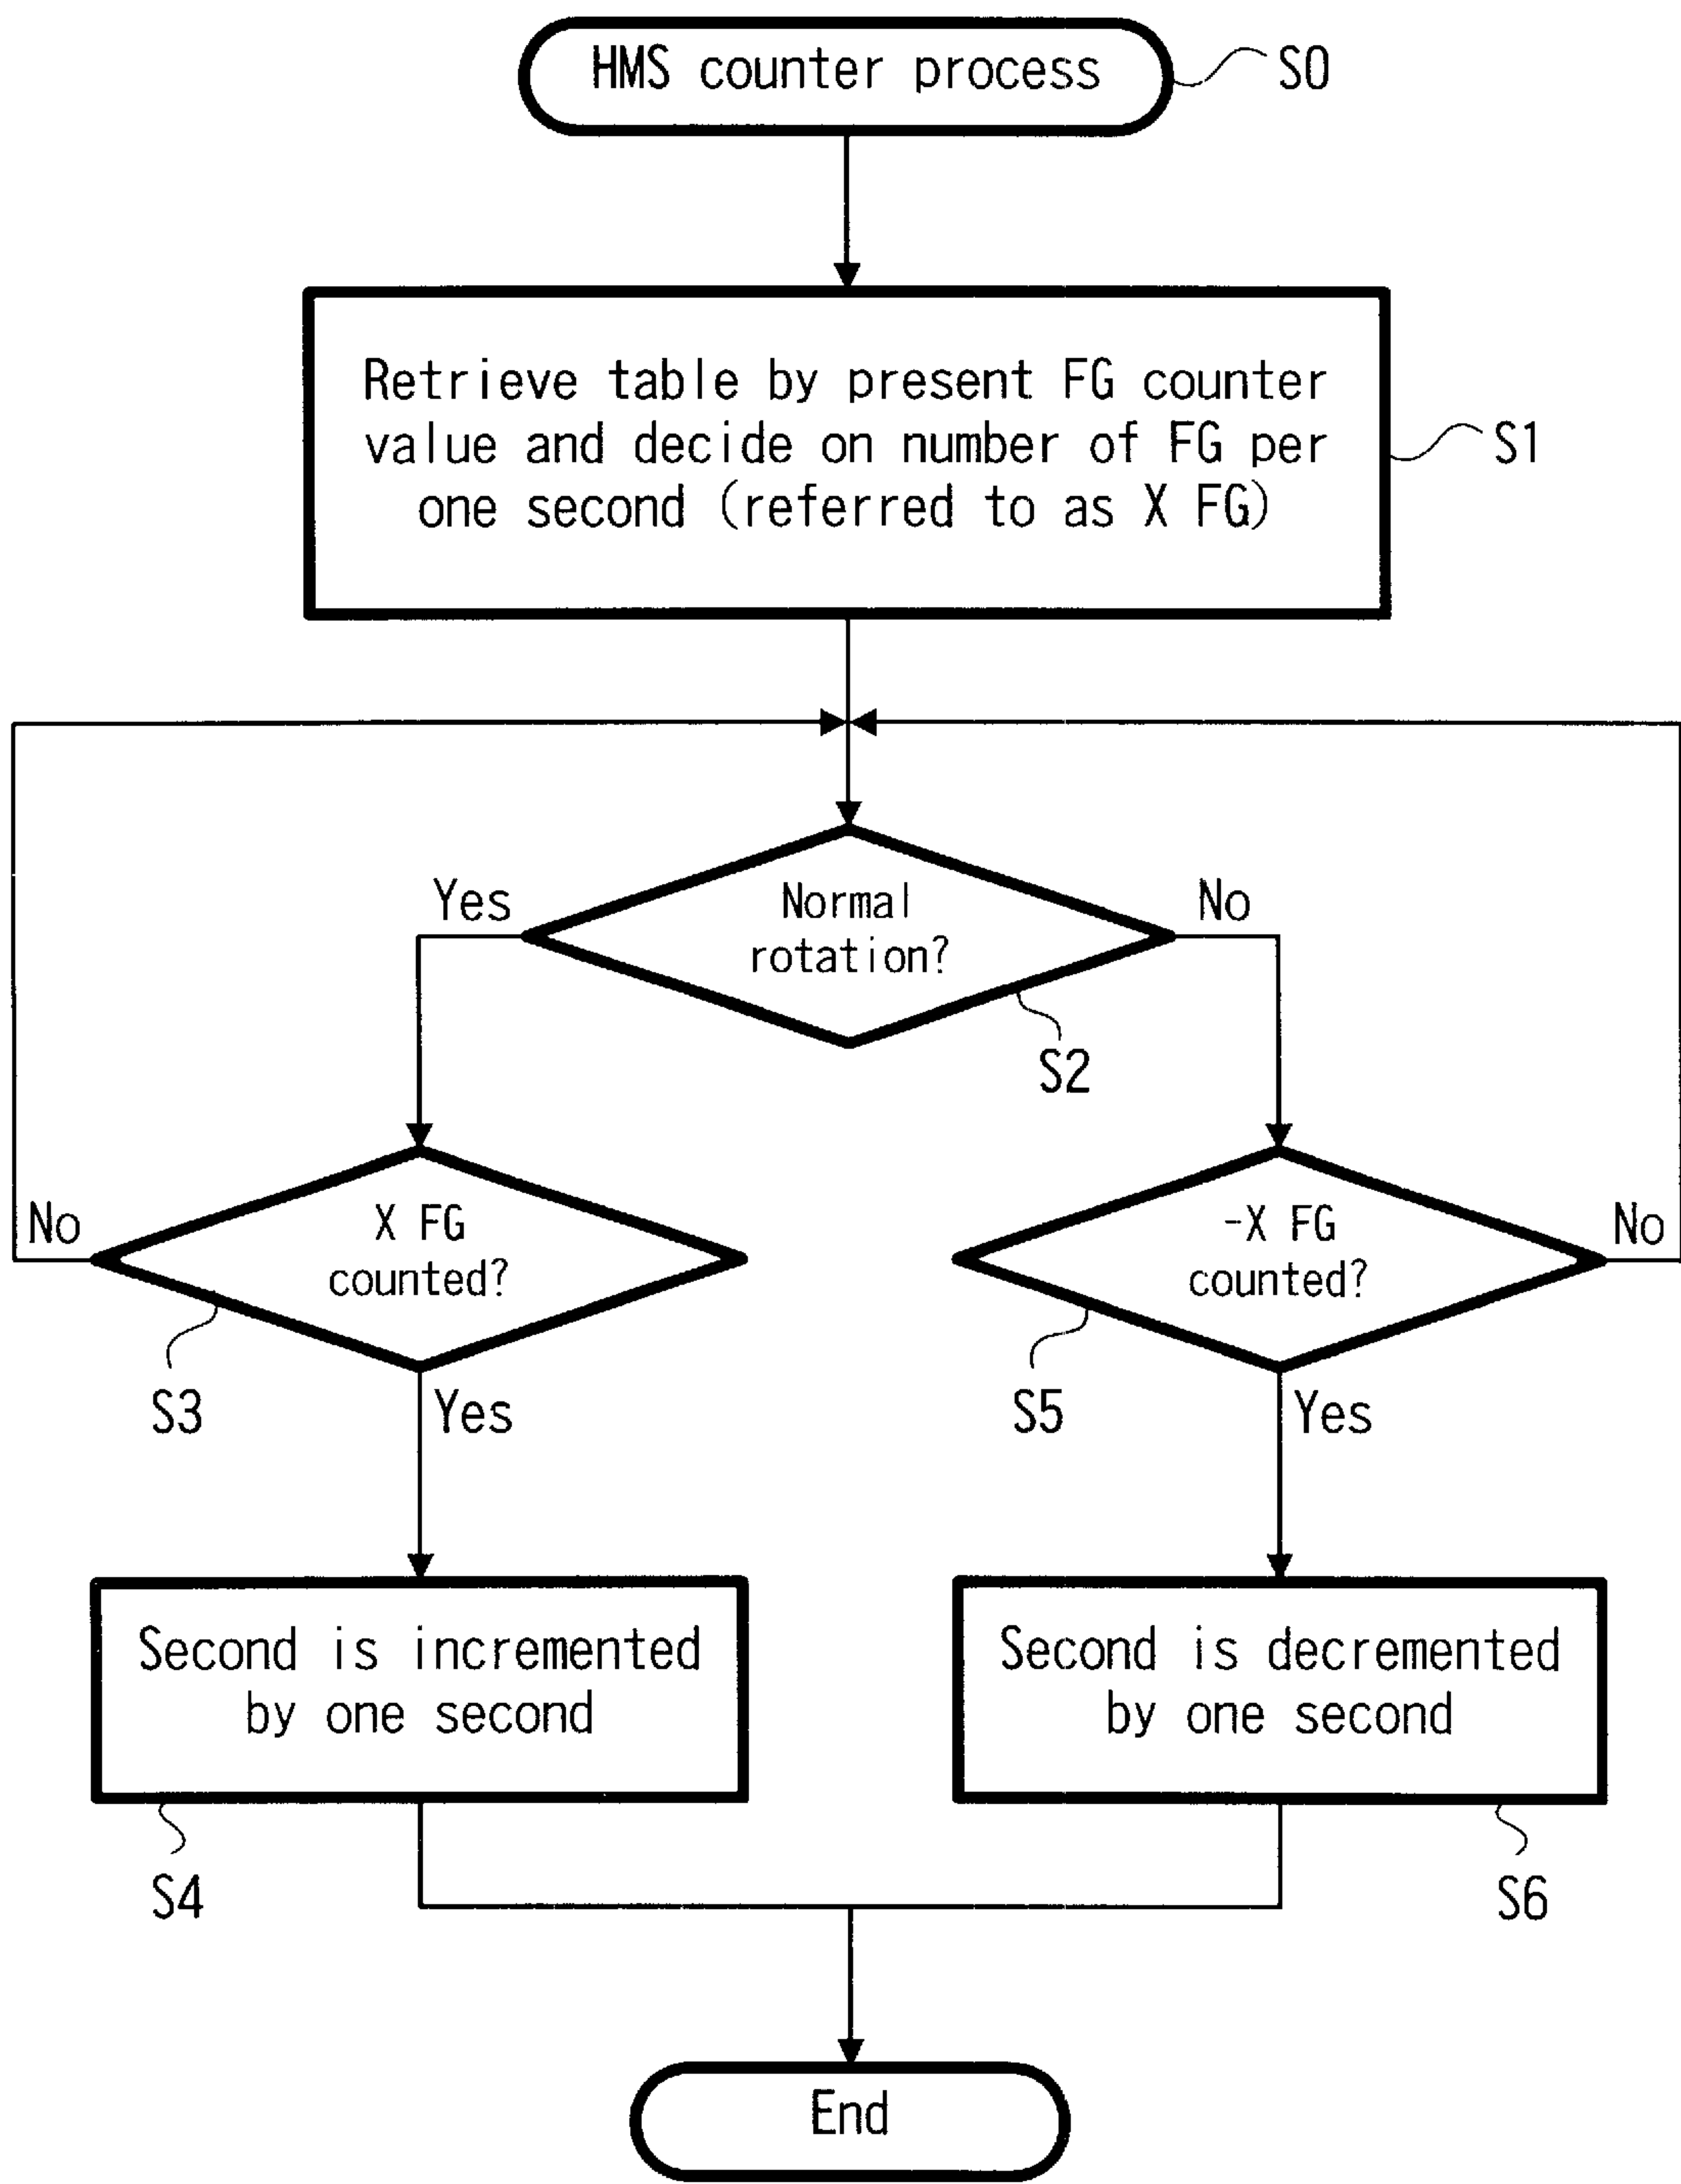 HMS counter process
S0
Retrieve table by present FG counter
value and decide on number of FG per
one second (referred to as X FG)
S1
Yes
Normal
rotation?
No
S2
No
X FG
counted?
S3
Yes
-X FG
counted?
No
S5
Yes
Second is incremented
by one second
S4
Second is decremented
by one second
S6
End